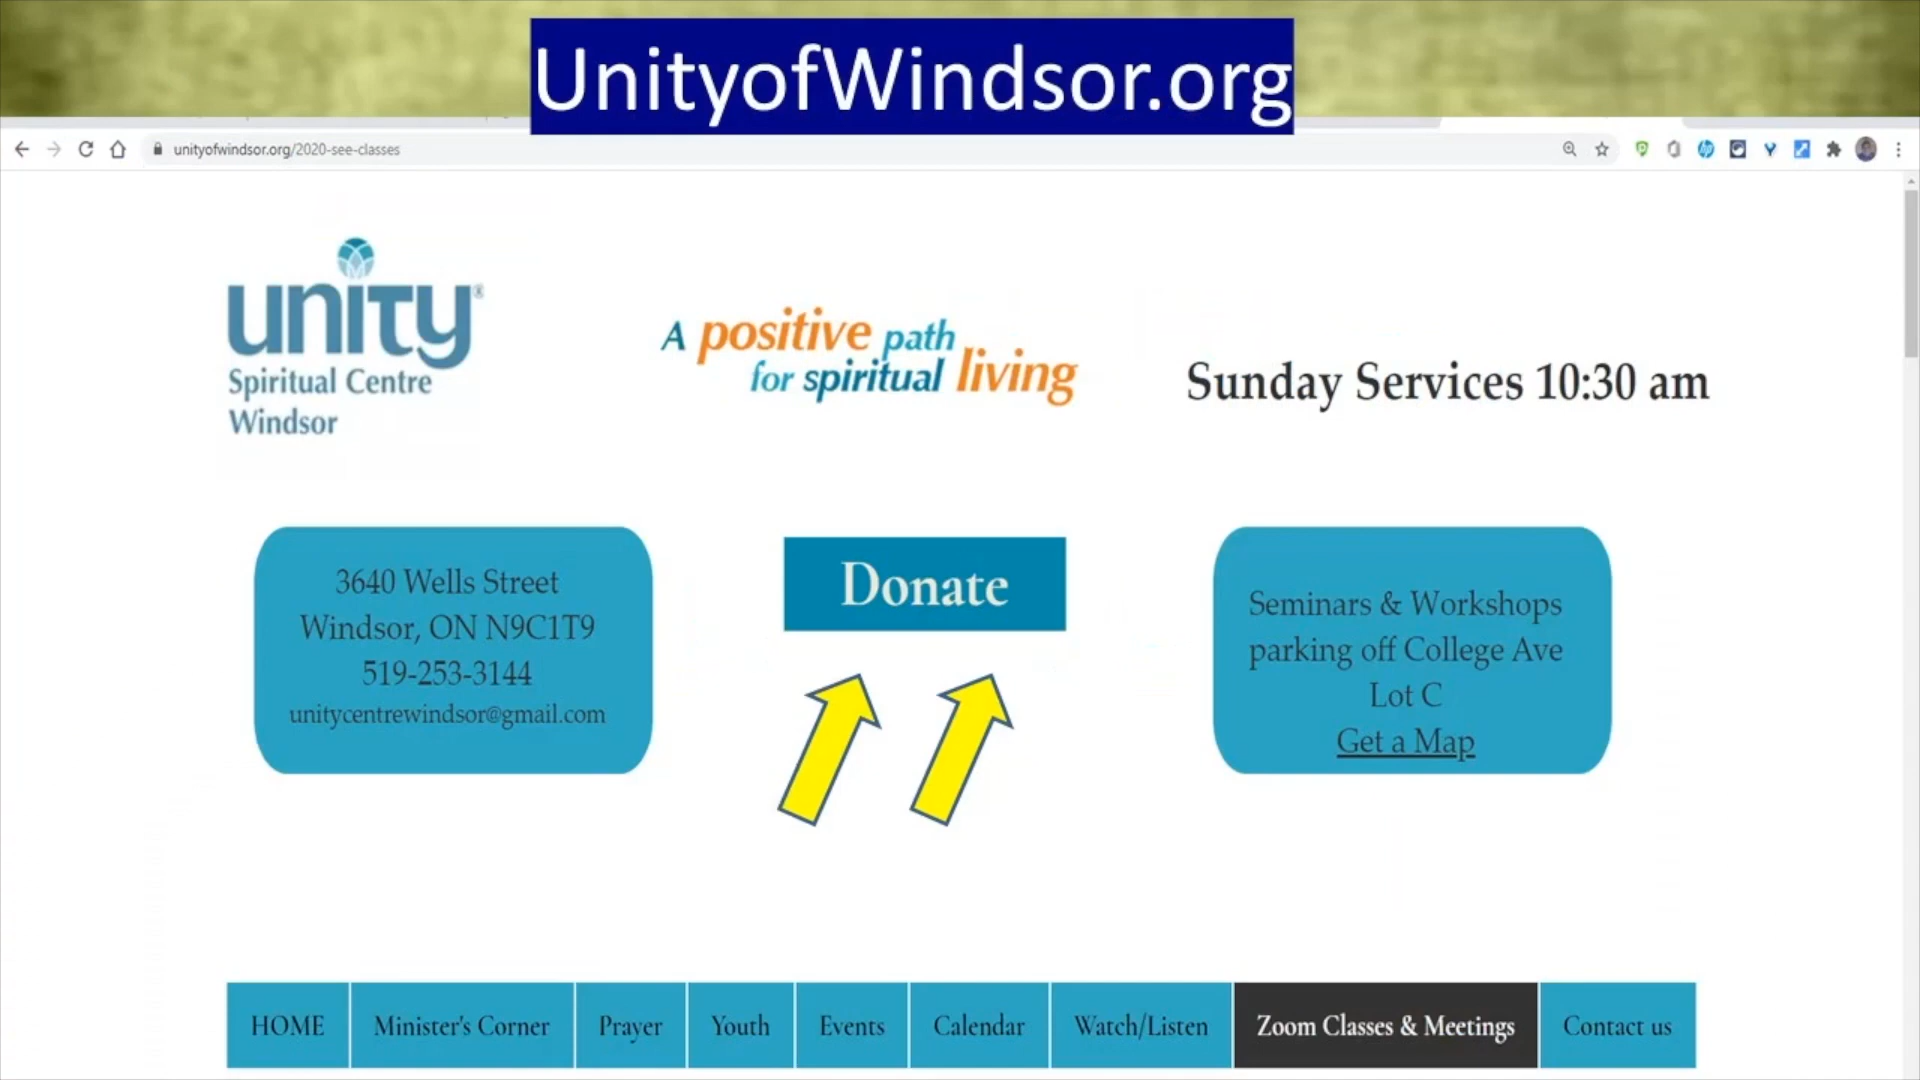 UnityofWindsor.org
unityofwindsor.org/2020-see-classes
unity®
Spiritual Centre
Windsor
A positive path
for spiritual living
Sunday Services 10:30 am
3640 Wells Street
Windsor, ON N9C1T9
519-253-3144
unitycentrewindsor@gmail.com
Donate
Seminars & Workshops
parking off College Ave
Lot C
Get a Map
HOME
Minister's Corner
Prayer
Youth
Events
Calendar
Watch/Listen
Zoom Classes & Meetings
Contact us